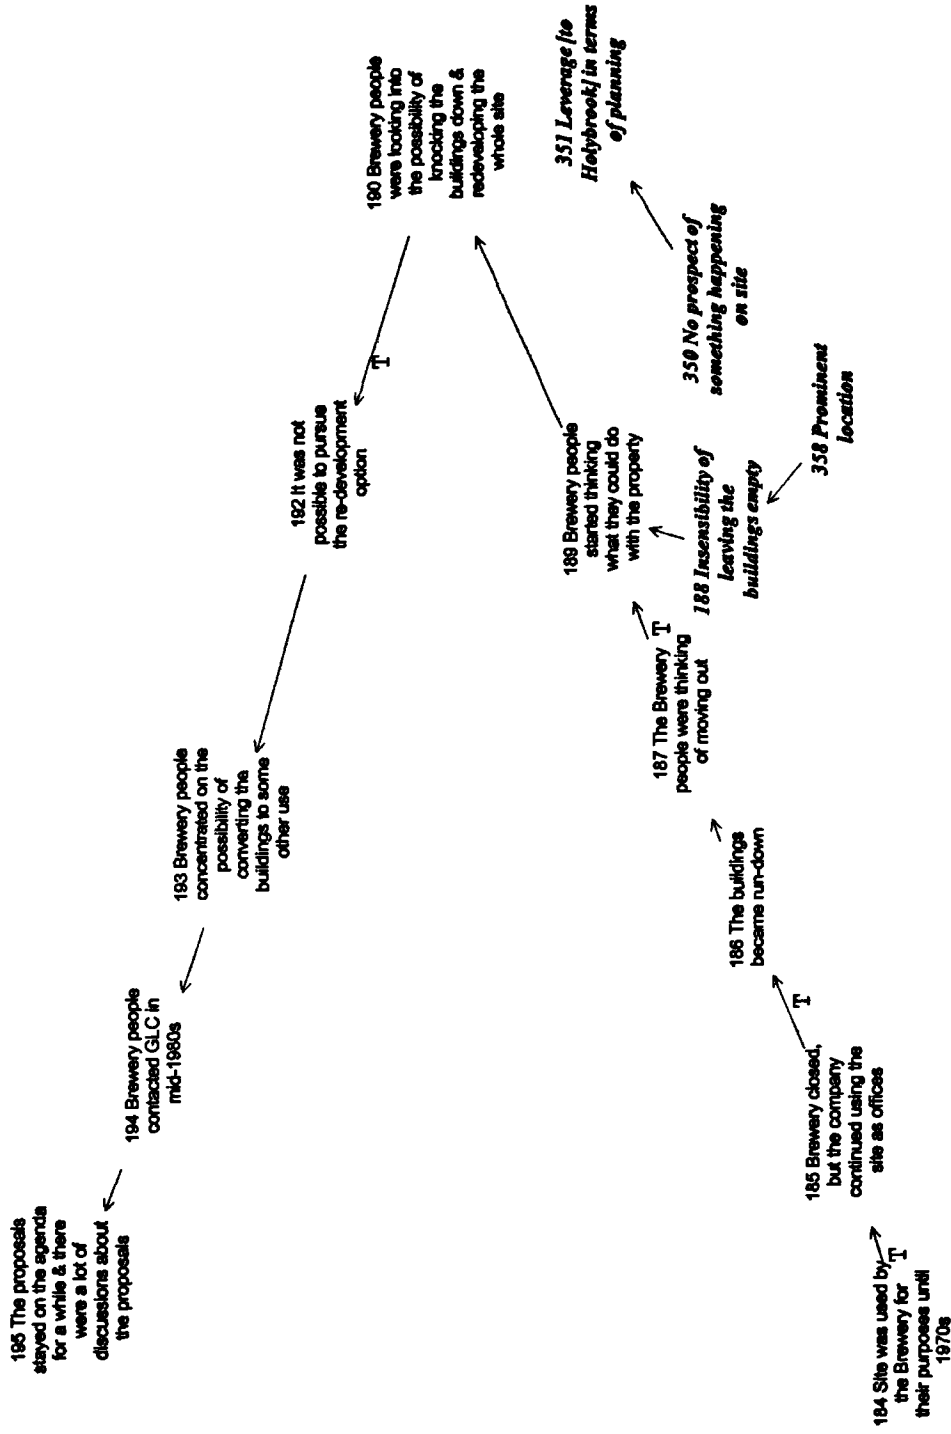 195 The proposals
stayed on the agenda
for a while & there
were a lot of
discussions about
the proposals
194 Brewery people
contacted GLC in
mid-1980s
193 Brewery people
concentrated on the
possibility of
converting the
buildings to some
other use
192 It was not
possible to pursue
the re-development
option
T
190 Brewery people
were looking into
the possibility of
knocking the
buildings down &
redeveloping the
whole site
184 Site was used by
the Brewery for
their purposes until
1970s
T
185 Brewery closed,
but the company
continued using the
site as offices
T
186 The buildings
became run-down
187 The Brewery
people were thinking
of moving out
T
189 Brewery people
started thinking
what they could do
with the property
188 Insensibility of
leaving the
buildings empty
358 Prominent
location
350 No prospect of
something happening
on site
351 Leverage [to
Holybrook] in terms
of planning